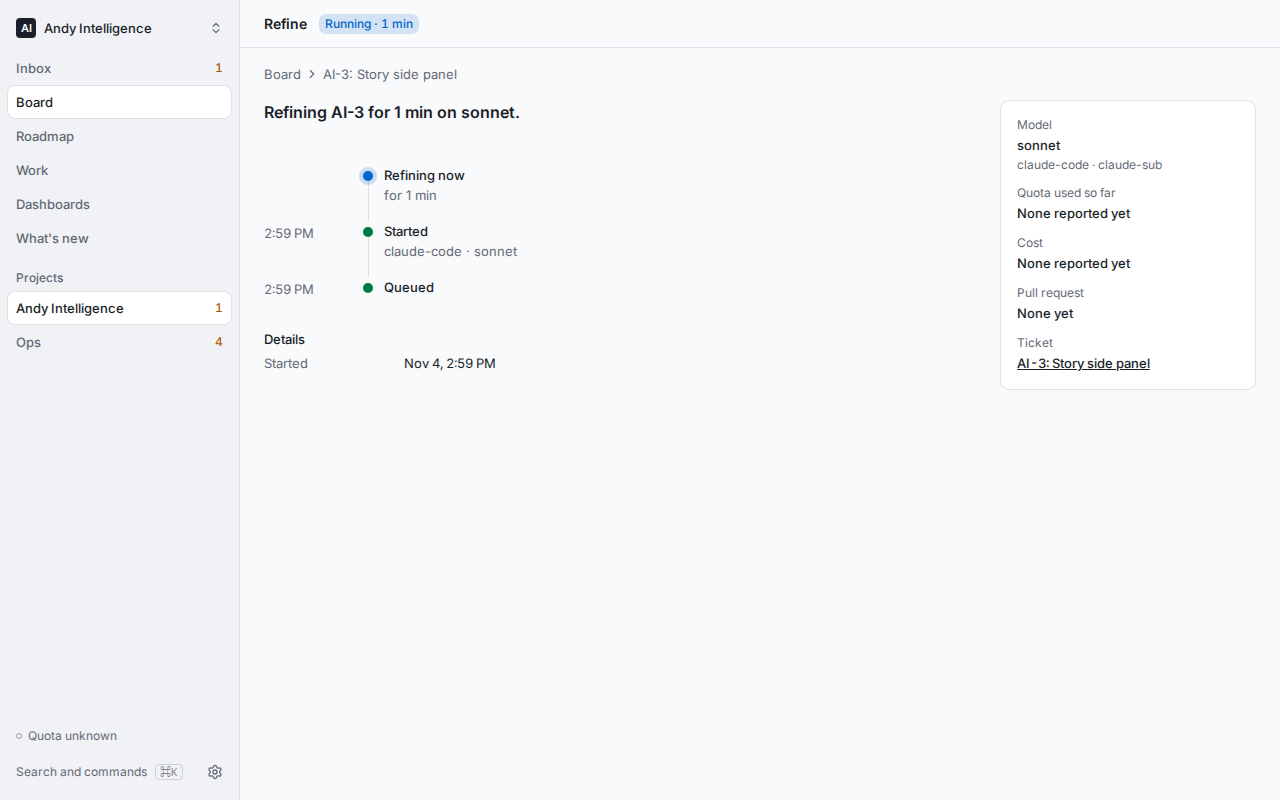 AI Andy Intelligence
Inbox 1
Board
Roadmap
Work
Dashboards
What's new
Projects
Andy Intelligence 1
Ops 4
Quota unknown
Search and commands ⌘K
Refine Running · 1 min
Board > AI-3: Story side panel
Refining AI-3 for 1 min on sonnet.
Refining now
for 1 min
2:59 PM Started
claude-code · sonnet
2:59 PM Queued
Details
Started Nov 4, 2:59 PM
Model
sonnet
claude-code · claude-sub
Quota used so far
None reported yet
Cost
None reported yet
Pull request
None yet
Ticket
AI-3: Story side panel